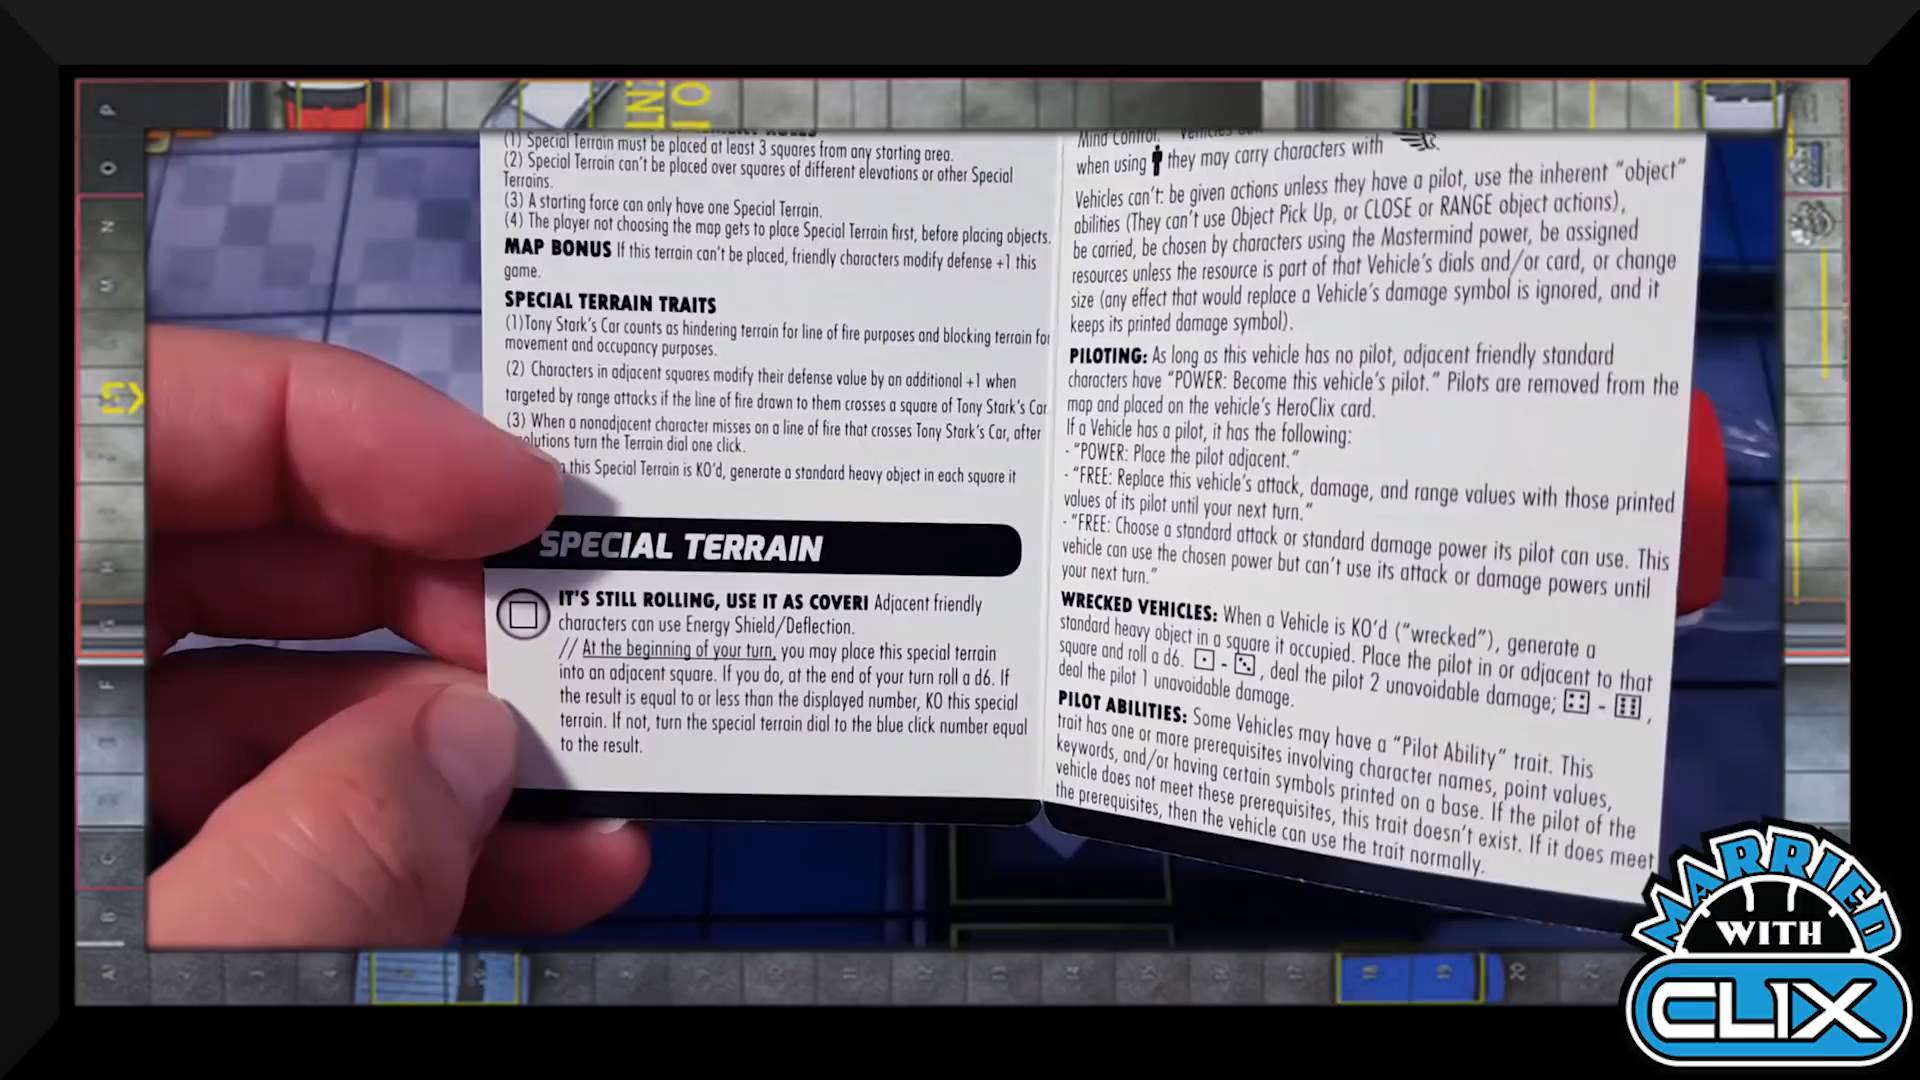 (1) Special Terrain must be placed at least 3 squares from any starting area.
(2) Special Terrain can't be placed over squares of different elevations or other Special
Terrains.
(3) A starting force can only have one Special Terrain.
(4) The player not choosing the map gets to place Special Terrain first, before placing objects.
MAP BONUS If this terrain can't be placed, friendly characters modify defense +1 this
game.
SPECIAL TERRAIN TRAITS
(1)Tony Stark's Car counts as hindering terrain for line of fire purposes and blocking terrain for
movement and occupancy purposes.
(2) Characters in adjacent squares modify their defense value by an additional +1 when
targeted by range attacks if the line of fire drawn to them crosses a square of Tony Stark's Car
(3) When a nonadjacent character misses on a line of fire that crosses Tony Stark's Car, after
turn the Terrain dial one click.
this Special Terrain is KO'd, generate a standard heavy object in each square it
SPECIAL TERRAIN
IT'S STILL ROLLING, USE IT AS COVER! Adjacent friendly
characters can use Energy Shield/Deflection.
// At the beginning of your turn, you may place this special terrain
into an adjacent square. If you do, at the end of your turn roll a d6. If
the result is equal to or less than the displayed number, KO this special
terrain. If not, turn the special terrain dial to the blue click number equal
to the result.
Mind Control. Vehicles
when using they may carry characters with
Vehicles can't: be given actions unless they have a pilot, use the inherent "object"
abilities (They can't use Object Pick Up, or CLOSE or RANGE object actions),
be carried, be chosen by characters using the Mastermind power, be assigned
resources unless the resource is part of that Vehicle's dials and/or card, or change
size (any effect that would replace a Vehicle's damage symbol is ignored, and it
keeps its printed damage symbol).
PILOTING: As long as this vehicle has no pilot, adjacent friendly standard
characters have "POWER: Become this vehicle's pilot." Pilots are removed from the
map and placed on the vehicle's HeroClix card.
If a Vehicle has a pilot, it has the following:
- "POWER: Place the pilot adjacent."
- "FREE: Replace this vehicle's attack, damage, and range values with those printed
values of its pilot until your next turn."
- "FREE: Choose a standard attack or standard damage power its pilot can use. This
vehicle can use the chosen power but can't use its attack or damage powers until
your next turn."
WRECKED VEHICLES: When a Vehicle is KO'd ("wrecked"), generate a
standard heavy object in a square it occupied. Place the pilot in or adjacent to that
square and roll a d6. - , deal the pilot 2 unavoidable damage; - ,
deal the pilot 1 unavoidable damage.
PILOT ABILITIES: Some Vehicles may have a "Pilot Ability" trait. This
trait has one or more prerequisites involving character names, point values,
keywords, and/or having certain symbols printed on a base. If the pilot of the
vehicle does not meet these prerequisites, this trait doesn't exist. If it does meet
the prerequisites, then the vehicle can use the trait normally.
MARRIED
WITH
CLIX